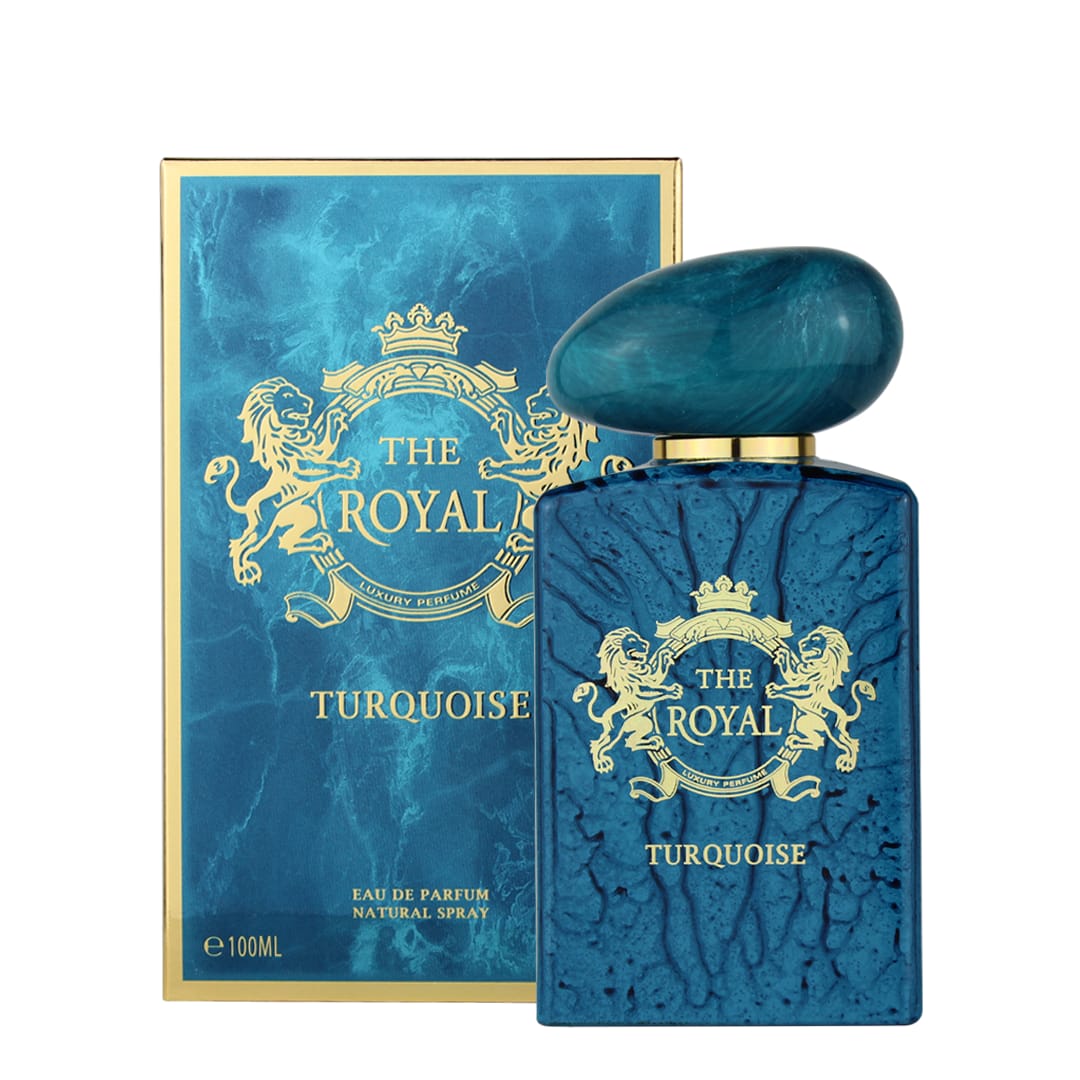 THE
ROYAL
LUXURY PERFUME
TURQUOISE
EAU DE PARFUM
NATURAL SPRAY
℮100ML
THE
ROYAL
LUXURY PERFUME
TURQUOISE